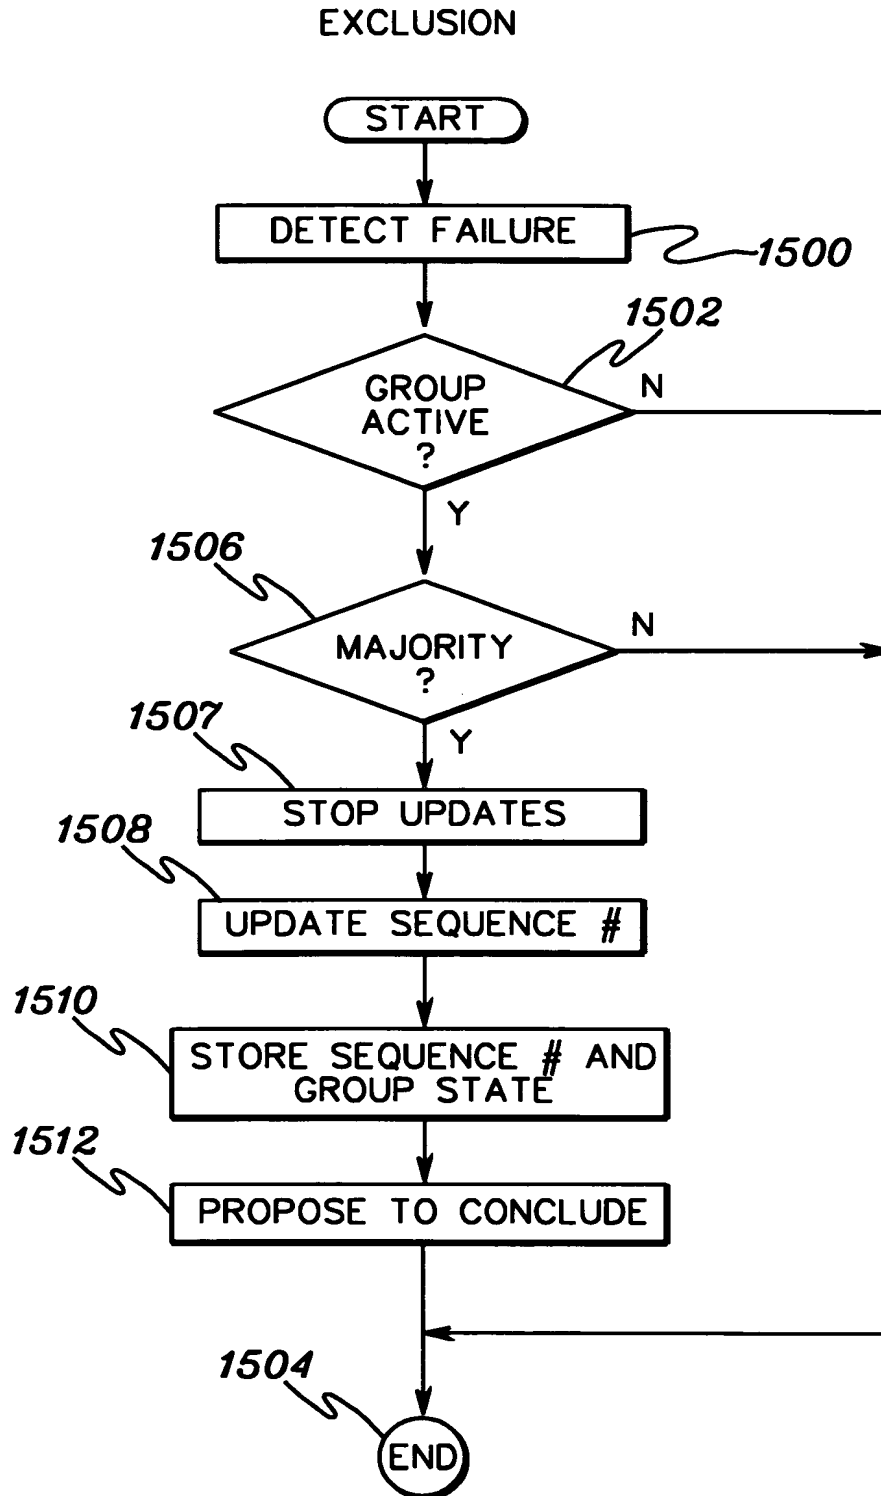 EXCLUSION
START
DETECT FAILURE
1500
1502
GROUP
ACTIVE
?
N
Y
1506
MAJORITY
?
N
1507
Y
STOP UPDATES
1508
UPDATE SEQUENCE #
1510
STORE SEQUENCE # AND
GROUP STATE
1512
PROPOSE TO CONCLUDE
1504
END